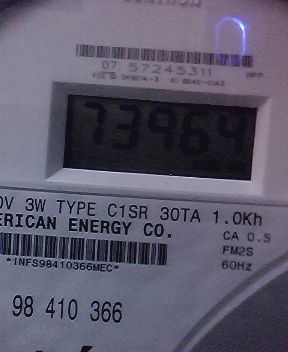 07 57245311
73964
0V 3W TYPE C1SR 30TA 1.0Kh
ERICAN ENERGY CO.
CA 0.5
FM2S
*INFS98410366MEC*
60Hz
98 410 366